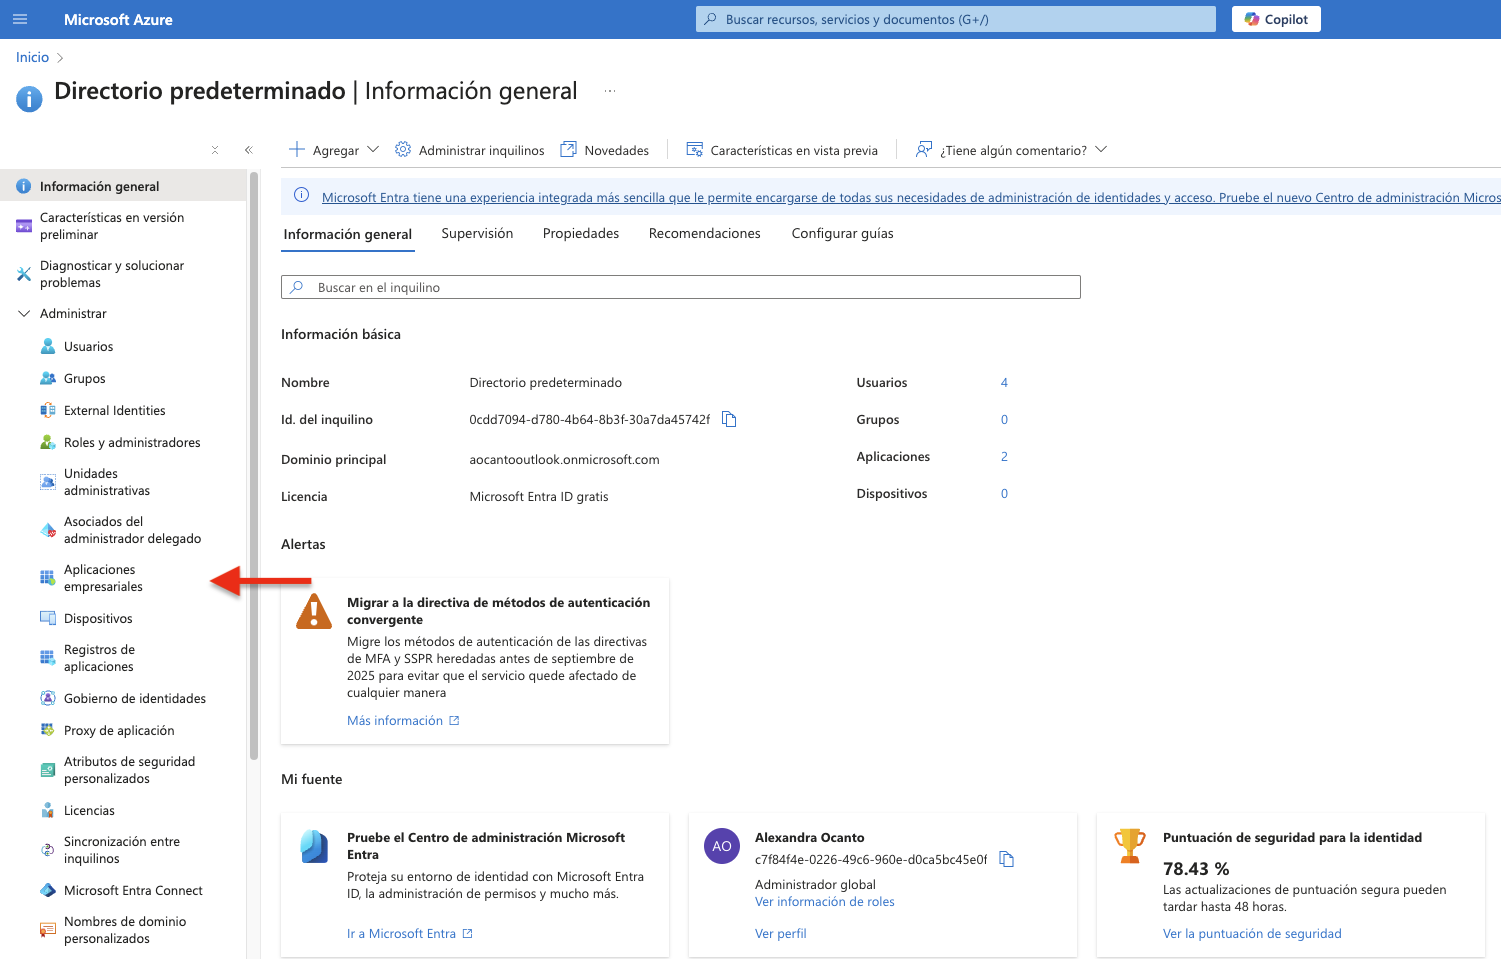 Microsoft Azure
Buscar recursos, servicios y documentos (G+/)
Copilot
Inicio
Directorio predeterminado | Información general
Agregar
Administrar inquilinos
Novedades
Características en vista previa
¿Tiene algún comentario?
Información general
Características en versión
preliminar
Diagnosticar y solucionar
problemas
Administrar
Usuarios
Grupos
External Identities
Roles y administradores
Unidades
administrativas
Asociados del
administrador delegado
Aplicaciones
empresariales
Dispositivos
Registros de
aplicaciones
Gobierno de identidades
Proxy de aplicación
Atributos de seguridad
personalizados
Licencias
Sincronización entre
inquilinos
Microsoft Entra Connect
Nombres de dominio
personalizados
Microsoft Entra tiene una experiencia integrada más sencilla que le permite encargarse de todas sus necesidades de administración de identidades y acceso. Pruebe el nuevo Centro de administración Micros
Información general
Supervisión
Propiedades
Recomendaciones
Configurar guías
Buscar en el inquilino
Información básica
Nombre Directorio predeterminado
Usuarios 4
Id. del inquilino 0cdd7094-d780-4b64-8b3f-30a7da45742f
Grupos 0
Dominio principal aocantooutlook.onmicrosoft.com
Aplicaciones 2
Licencia Microsoft Entra ID gratis
Dispositivos 0
Alertas
Migrar a la directiva de métodos de autenticación
convergente
Migre los métodos de autenticación de las directivas
de MFA y SSPR heredadas antes de septiembre de
2025 para evitar que el servicio quede afectado de
cualquier manera
Más información
Mi fuente
Pruebe el Centro de administración Microsoft
Entra
Proteja su entorno de identidad con Microsoft Entra
ID, la administración de permisos y mucho más.
Ir a Microsoft Entra
AO
Alexandra Ocanto
c7f84f4e-0226-49c6-960e-d0ca5bc45e0f
Administrador global
Ver información de roles
Ver perfil
Puntuación de seguridad para la identidad
78.43 %
Las actualizaciones de puntuación segura pueden
tardar hasta 48 horas.
Ver la puntuación de seguridad